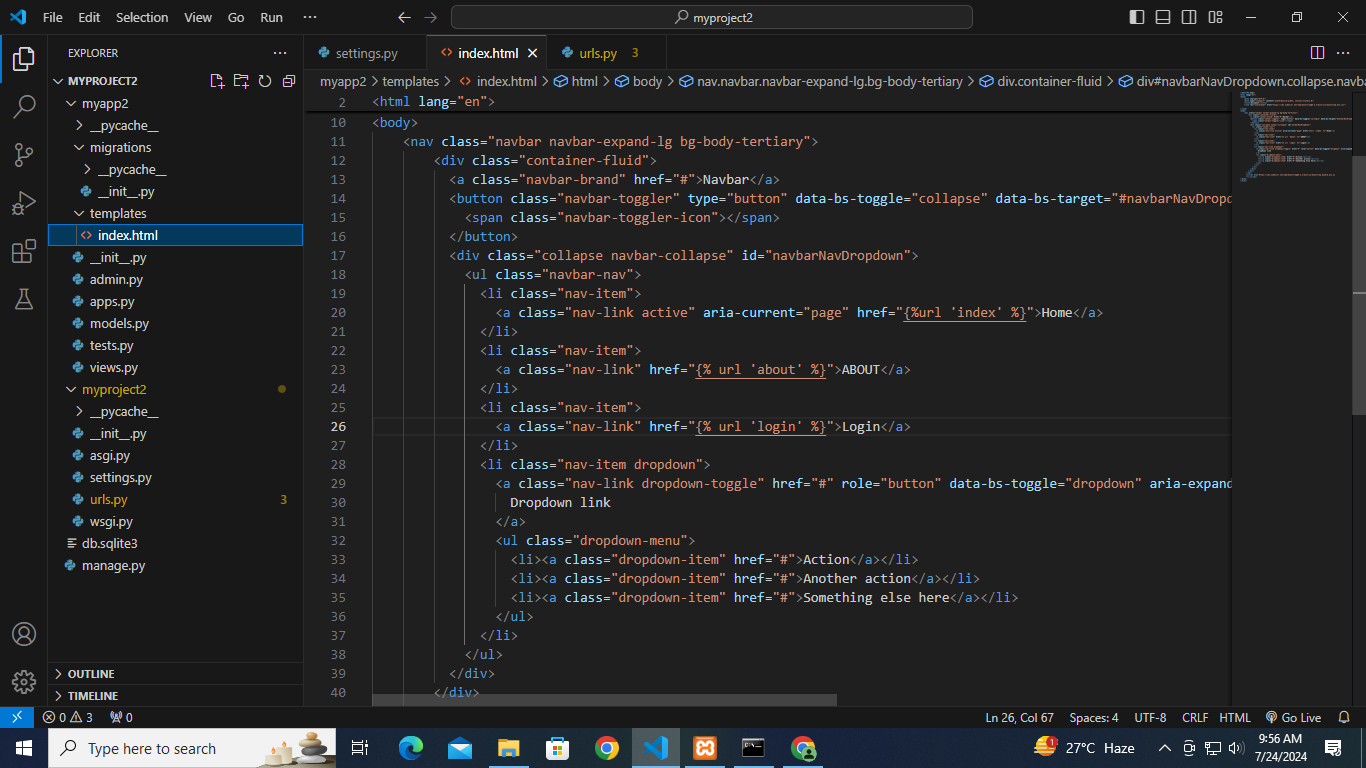 File Edit Selection View Go Run ··· myproject2
EXPLORER ···
MYPROJECT2
myapp2
__pycache__
migrations
__pycache__
__init__.py
templates
index.html
__init__.py
admin.py
apps.py
models.py
tests.py
views.py
myproject2
__pycache__
__init__.py
asgi.py
settings.py
urls.py 3
wsgi.py
db.sqlite3
manage.py
OUTLINE
TIMELINE
settings.py index.html urls.py 3 ···
myapp2 > templates > index.html > html > body > nav.navbar.navbar-expand-lg.bg-body-tertiary > div.container-fluid > div#navbarNavDropdown.collapse.navba
2 <html lang="en">
10 <body>
11 <nav class="navbar navbar-expand-lg bg-body-tertiary">
12 <div class="container-fluid">
13 <a class="navbar-brand" href="#">Navbar</a>
14 <button class="navbar-toggler" type="button" data-bs-toggle="collapse" data-bs-target="#navbarNavDropd
15 <span class="navbar-toggler-icon"></span>
16 </button>
17 <div class="collapse navbar-collapse" id="navbarNavDropdown">
18 <ul class="navbar-nav">
19 <li class="nav-item">
20 <a class="nav-link active" aria-current="page" href="{%url 'index' %}">Home</a>
21 </li>
22 <li class="nav-item">
23 <a class="nav-link" href="{% url 'about' %}">ABOUT</a>
24 </li>
25 <li class="nav-item">
26 <a class="nav-link" href="{% url 'login' %}">Login</a>
27 </li>
28 <li class="nav-item dropdown">
29 <a class="nav-link dropdown-toggle" href="#" role="button" data-bs-toggle="dropdown" aria-expand
30 Dropdown link
31 </a>
32 <ul class="dropdown-menu">
33 <li><a class="dropdown-item" href="#">Action</a></li>
34 <li><a class="dropdown-item" href="#">Another action</a></li>
35 <li><a class="dropdown-item" href="#">Something else here</a></li>
36 </ul>
37 </li>
38 </ul>
39 </div>
40 </div>
0 3 0 Ln 26, Col 67 Spaces: 4 UTF-8 CRLF HTML Go Live
Type here to search 1 27°C Haze 9:56 AM
7/24/2024